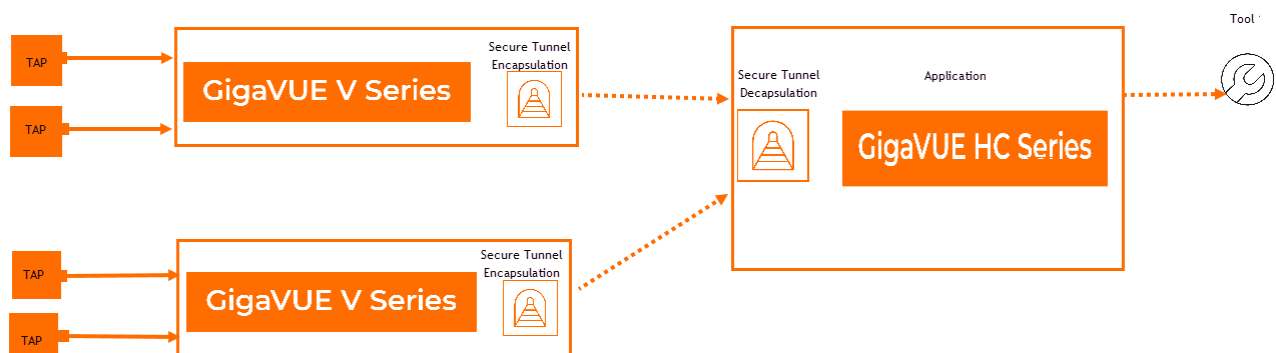 Tool
TAP
Secure Tunnel
Encapsulation
GigaVUE V Series
Secure Tunnel
Decapsulation
Application
TAP
GigaVUE HC Series
TAP
Secure Tunnel
Encapsulation
GigaVUE V Series
TAP